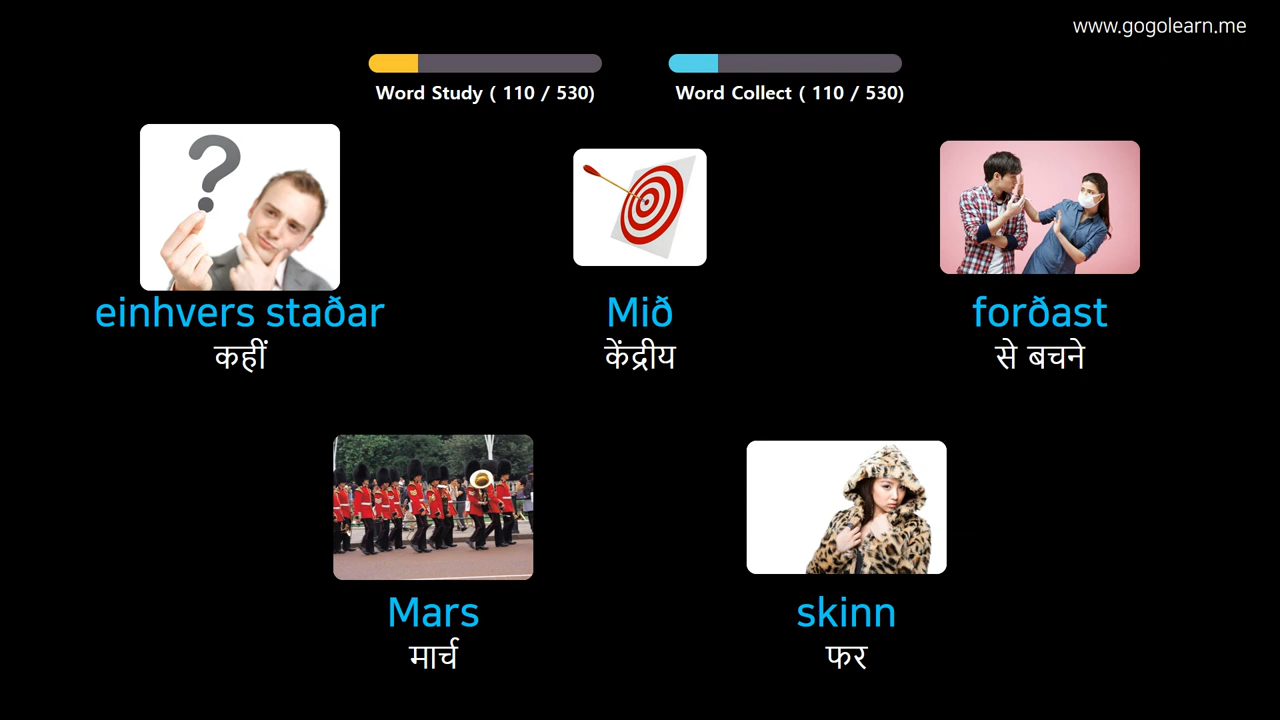 www.gogolearn.me
Word Study ( 110 / 530)
Word Collect ( 110 / 530)
einhvers staðar
कहीं
Mið
केंद्रीय
forðast
से बचने
Mars
मार्च
skinn
फर